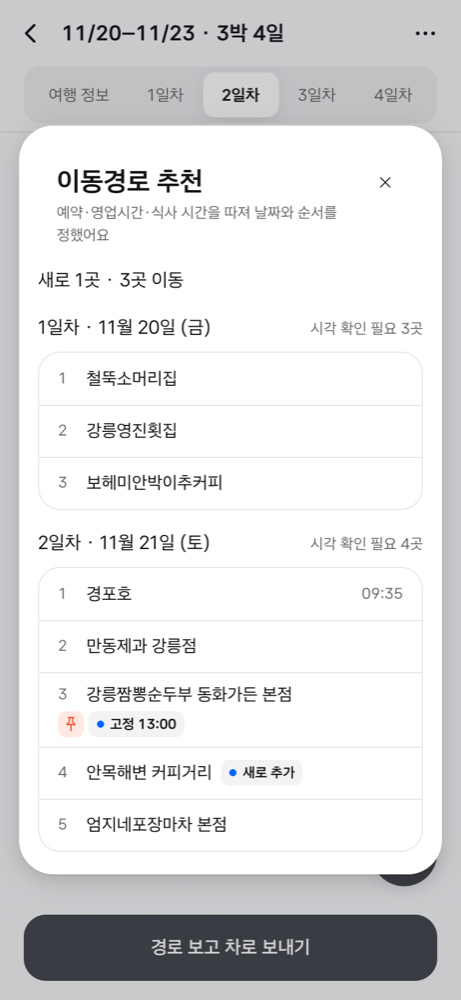 11/20–11/23 · 3박 4일
여행 정보 1일차 2일차 3일차 4일차
이동경로 추천
예약·영업시간·식사 시간을 따져 날짜와 순서를
정했어요
새로 1곳 · 3곳 이동
1일차 · 11월 20일 (금) 시각 확인 필요 3곳
1 철뚝소머리집
2 강릉영진횟집
3 보헤미안박이추커피
2일차 · 11월 21일 (토) 시각 확인 필요 4곳
1 경포호 09:35
2 만동제과 강릉점
3 강릉짬뽕순두부 동화가든 본점
고정 13:00
4 안목해변 커피거리 새로 추가
5 엄지네포장마차 본점
경로 보고 차로 보내기